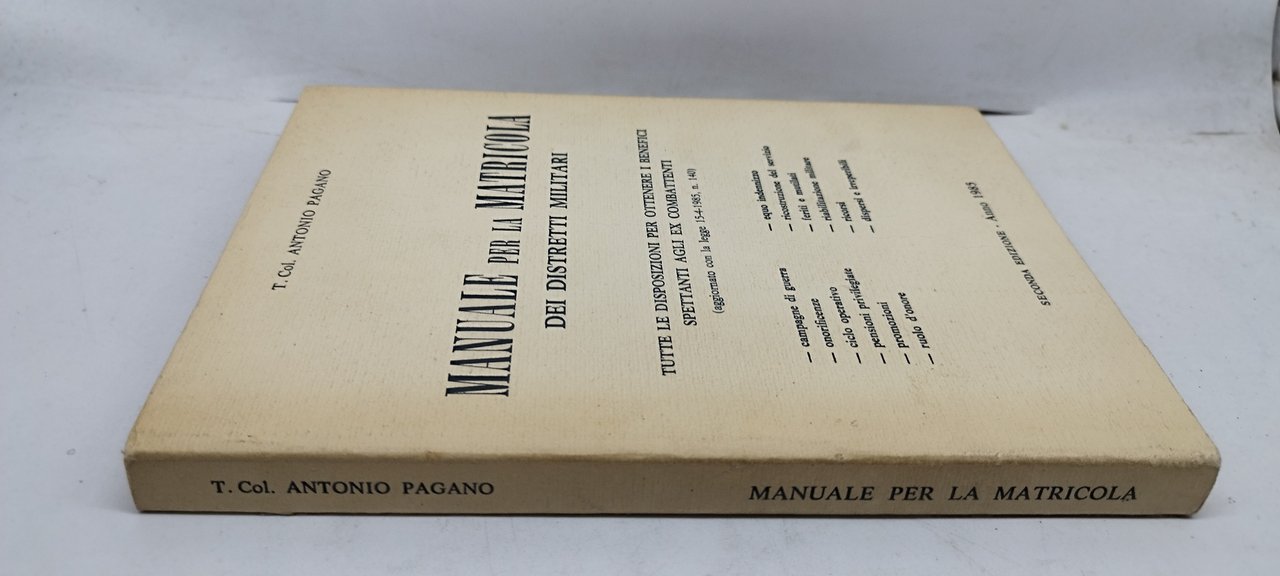 T. Col. ANTONIO PAGANO
MANUALE PER LA MATRICOLA
DEI DISTRETTI MILITARI
TUTTE LE DISPOSIZIONI PER OTTENERE I BENEFICI
SPETTANTI AGLI EX COMBATTENTI
(aggiornato con la legge 15-4-1985, n. 140)
— campagne di guerra
— onorificenze
— ciclo operativo
— pensioni privilegiate
— promozioni
— ruolo d'onore
— equo indennizzo
— ricostruzione del servizio
— feriti e mutilati
— riabilitazione militare
— ricorsi
— dispersi e irreperibili
SECONDA EDIZIONE - Anno 1985
T. Col. ANTONIO PAGANO
MANUALE PER LA MATRICOLA